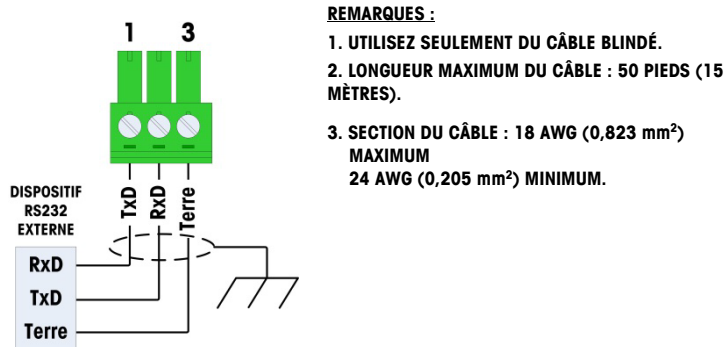 1 3
TxD
RxD
Terre
DISPOSITIF
RS232
EXTERNE
RxD
TxD
Terre
REMARQUES :
1. UTILISEZ SEULEMENT DU CÂBLE BLINDÉ.
2. LONGUEUR MAXIMUM DU CÂBLE : 50 PIEDS (15
MÈTRES).
3. SECTION DU CÂBLE : 18 AWG (0,823 mm²)
MAXIMUM
24 AWG (0,205 mm²) MINIMUM.